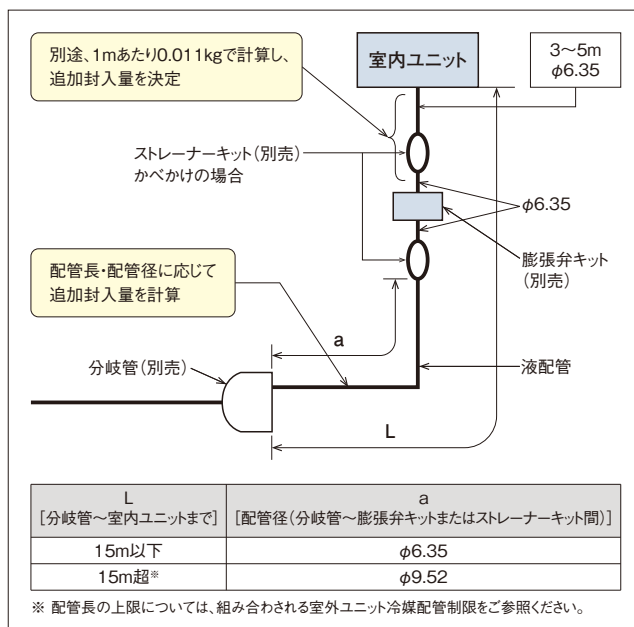 別途、1mあたり0.011kgで計算し、
追加封入量を決定
室内ユニット
3～5m
φ6.35
ストレーナーキット(別売)
かべかけの場合
φ6.35
膨張弁キット
(別売)
配管長・配管径に応じて
追加封入量を計算
a
分岐管(別売)
液配管
L
L
[分岐管～室内ユニットまで]
a
[配管径(分岐管～膨張弁キットまたはストレーナーキット間)]
15m以下
φ6.35
15m超※
φ9.52
※ 配管長の上限については、組み合わされる室外ユニット冷媒配管制限をご参照ください。